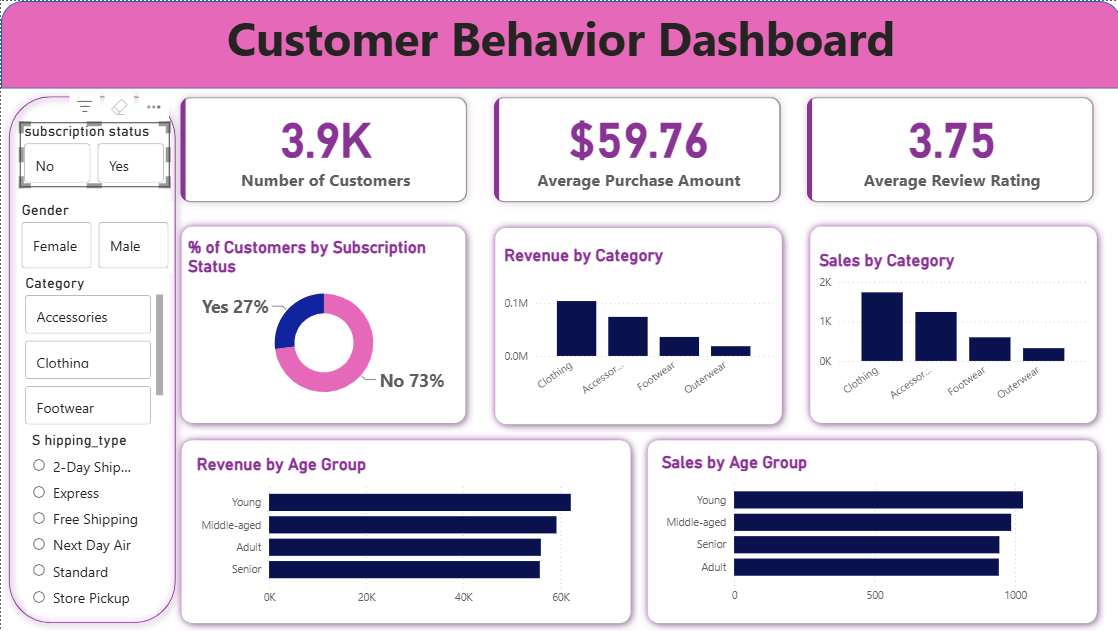 Customer Behavior Dashboard
subscription status
No
Yes
Gender
Female
Male
Category
Accessories
Clothing
Footwear
S hipping_type
2-Day Ship...
Express
Free Shipping
Next Day Air
Standard
Store Pickup
3.9K
Number of Customers
$59.76
Average Purchase Amount
3.75
Average Review Rating
% of Customers by Subscription
Status
Yes 27%
No 73%
Revenue by Category
0.1M
0.0M
Clothing
Accessor...
Footwear
Outerwear
Sales by Category
2K
1K
0K
Clothing
Accessor...
Footwear
Outerwear
Revenue by Age Group
Young
Middle-aged
Adult
Senior
0K
20K
40K
60K
Sales by Age Group
Young
Middle-aged
Senior
Adult
0
500
1000